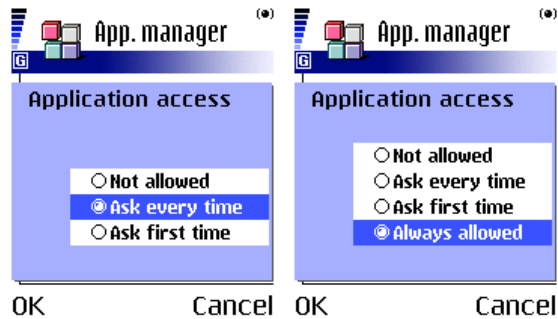 App. manager
G
Application access
Not allowed
Ask every time
Ask first time
OK Cancel
App. manager
G
Application access
Not allowed
Ask every time
Ask first time
Always allowed
OK Cancel